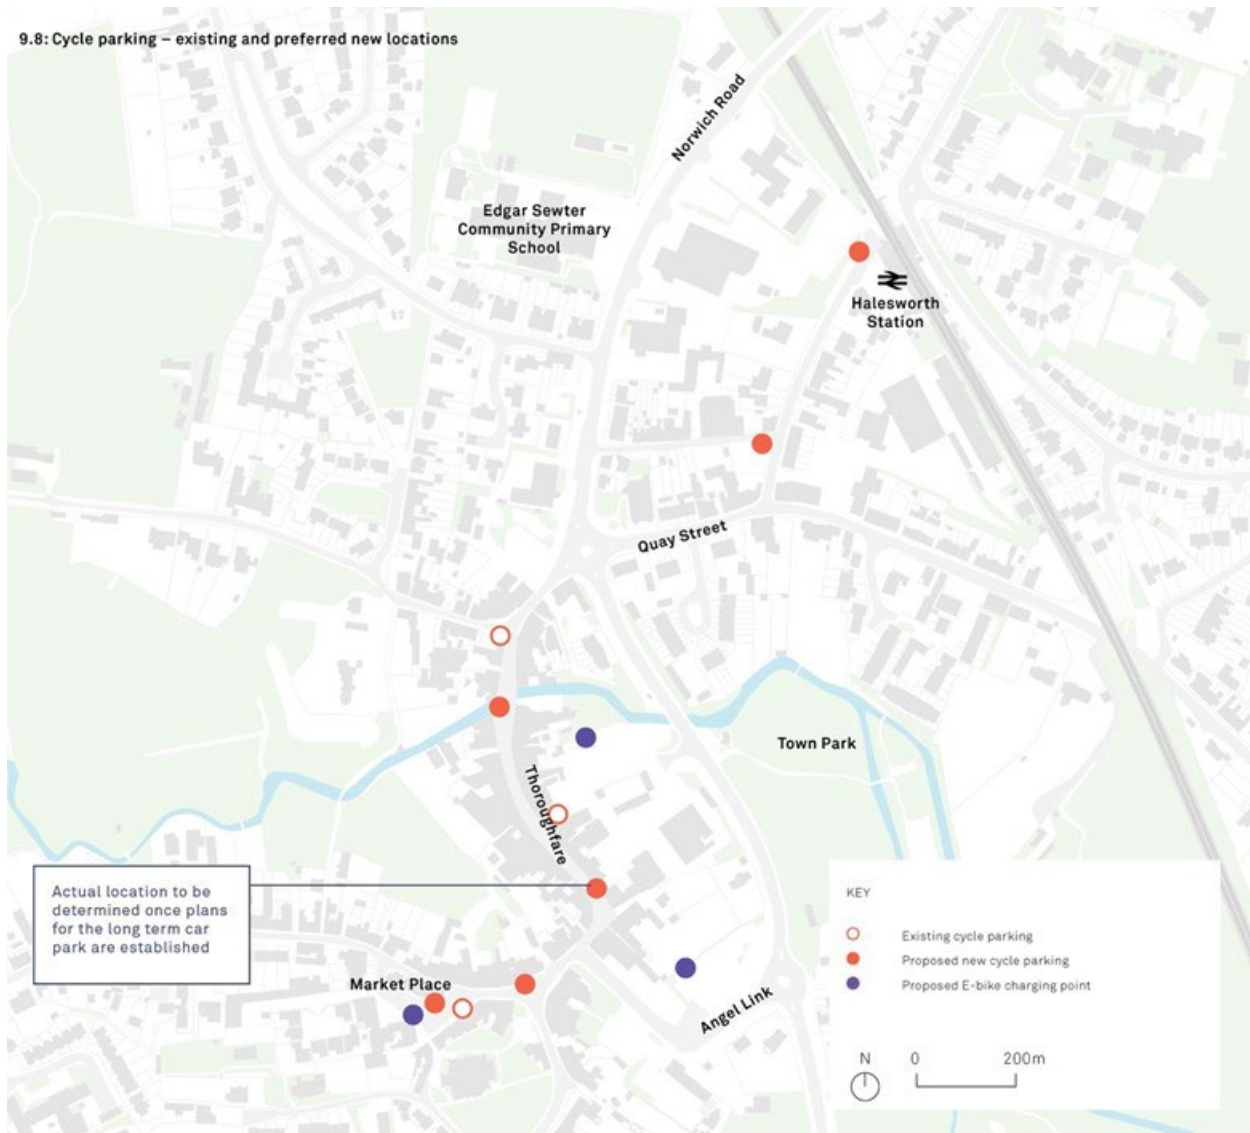 9.8: Cycle parking – existing and preferred new locations
Norwich Road
Edgar Sewter
Community Primary
School
Halesworth
Station
Quay Street
Town Park
Thoroughfare
Actual location to be
determined once plans
for the long term car
park are established
Market Place
Angel Link
KEY
Existing cycle parking
Proposed new cycle parking
Proposed E-bike charging point
N
0
200m